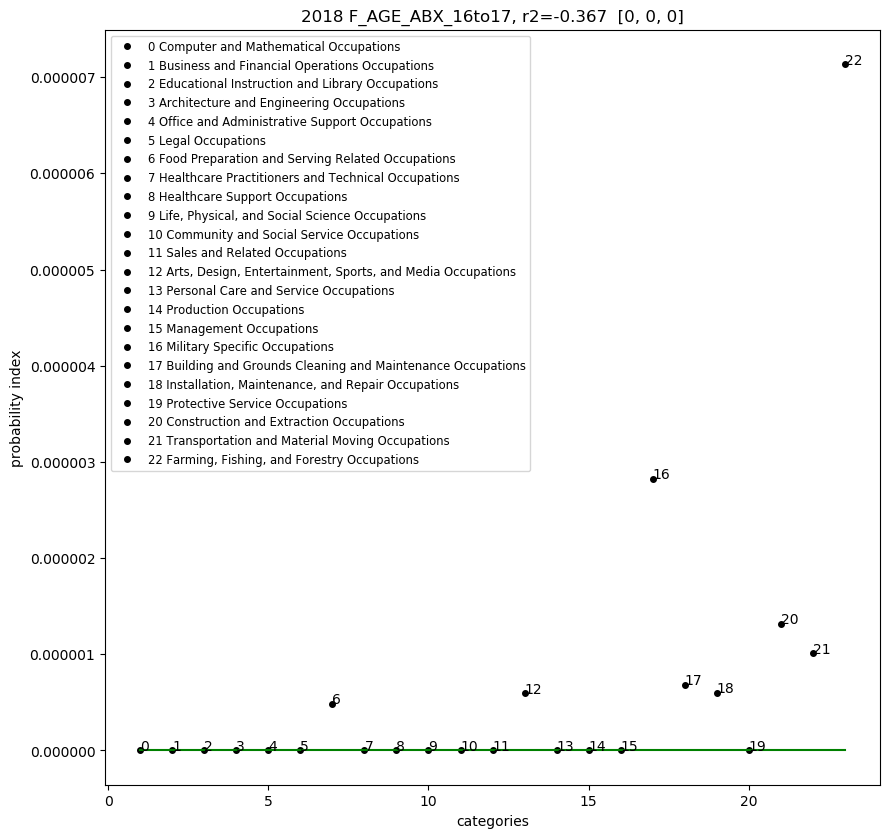 2018 F_AGE_ABX_16to17, r2=-0.367  [0, 0, 0]
0 Computer and Mathematical Occupations
1 Business and Financial Operations Occupations
2 Educational Instruction and Library Occupations
3 Architecture and Engineering Occupations
4 Office and Administrative Support Occupations
5 Legal Occupations
6 Food Preparation and Serving Related Occupations
7 Healthcare Practitioners and Technical Occupations
8 Healthcare Support Occupations
9 Life, Physical, and Social Science Occupations
10 Community and Social Service Occupations
11 Sales and Related Occupations
12 Arts, Design, Entertainment, Sports, and Media Occupations
13 Personal Care and Service Occupations
14 Production Occupations
15 Management Occupations
16 Military Specific Occupations
17 Building and Grounds Cleaning and Maintenance Occupations
18 Installation, Maintenance, and Repair Occupations
19 Protective Service Occupations
20 Construction and Extraction Occupations
21 Transportation and Material Moving Occupations
22 Farming, Fishing, and Forestry Occupations
probability index
0.000007
0.000006
0.000005
0.000004
0.000003
0.000002
0.000001
0.000000
22
16
20
21
17
18
12
6
0 1 2 3 4 5 7 8 9 10 11 13 14 15 19
0 5 10 15 20
categories